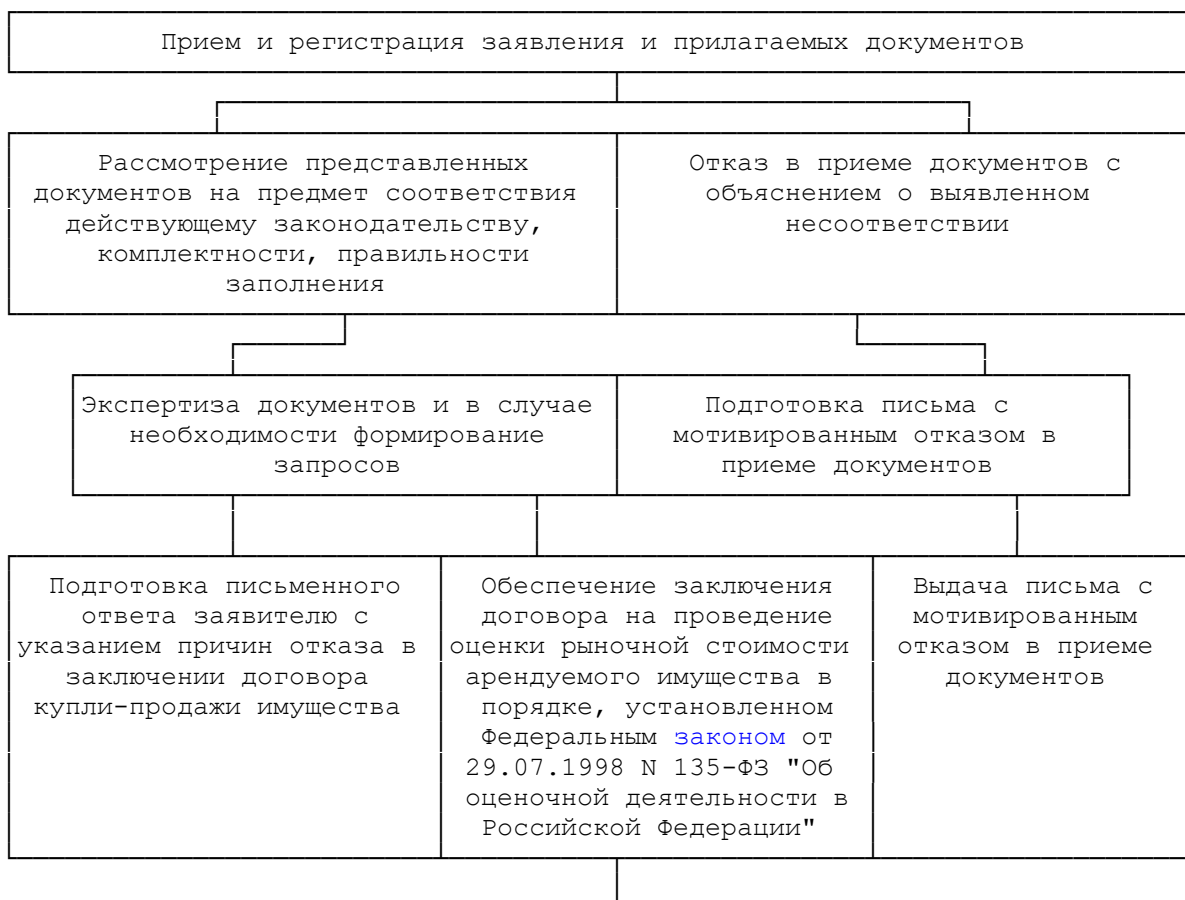 Прием и регистрация заявления и прилагаемых документов
Рассмотрение представленных
документов на предмет соответствия
действующему законодательству,
комплектности, правильности
заполнения
Отказ в приеме документов с
объяснением о выявленном
несоответствии
Экспертиза документов и в случае
необходимости формирование
запросов
Подготовка письма с
мотивированным отказом в
приеме документов
Подготовка письменного
ответа заявителю с
указанием причин отказа в
заключении договора
купли-продажи имущества
Обеспечение заключения
договора на проведение
оценки рыночной стоимости
арендуемого имущества в
порядке, установленном
Федеральным законом от
29.07.1998 N 135-ФЗ "Об
оценочной деятельности в
Российской Федерации"
Выдача письма с
мотивированным
отказом в приеме
документов